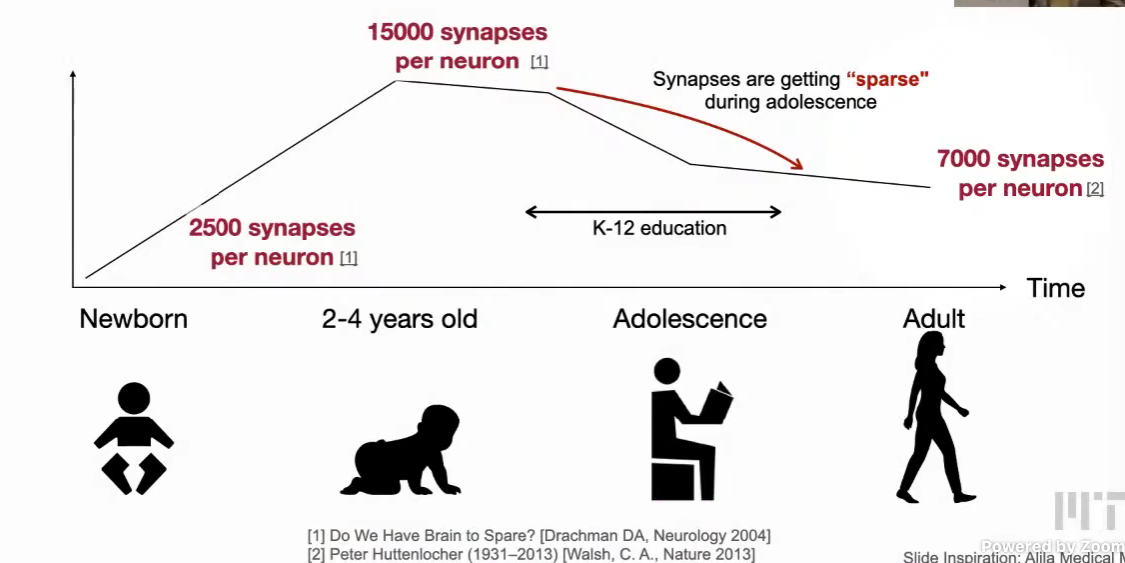 15000 synapses
per neuron [1]
Synapses are getting “sparse"
during adolescence
7000 synapses
per neuron [2]
2500 synapses
per neuron [1]
K-12 education
Time
Newborn
2-4 years old
Adolescence
Adult
[1] Do We Have Brain to Spare? [Drachman DA, Neurology 2004]
[2] Peter Huttenlocher (1931–2013) [Walsh, C. A., Nature 2013]
Powered by Zoom
Slide Inspiration: Alila Medical